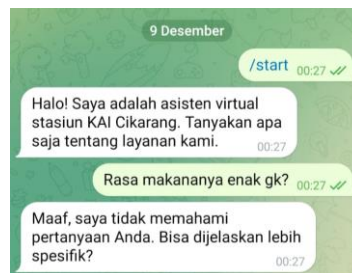 9 Desember
/start 00:27
Halo! Saya adalah asisten virtual
stasiun KAI Cikarang. Tanyakan apa
saja tentang layanan kami. 00:27
Rasa makananya enak gk? 00:27
Maaf, saya tidak memahami
pertanyaan Anda. Bisa dijelaskan lebih
spesifik? 00:27